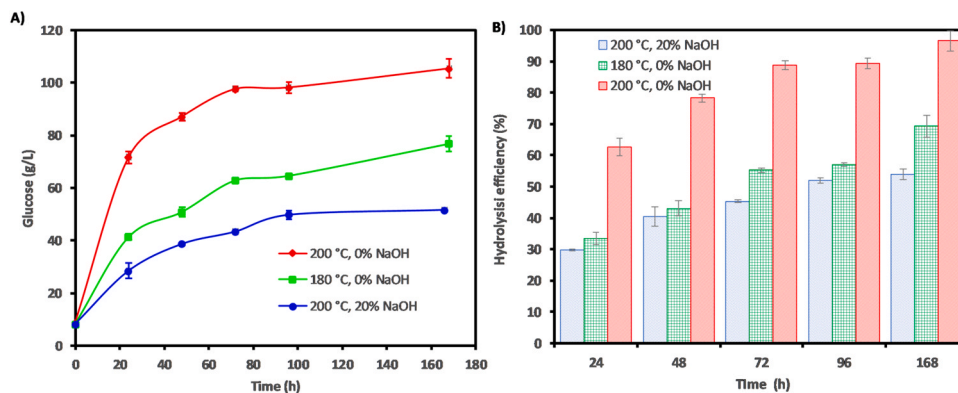 A)
120
100
80
60
40
20
0
Glucose (g/L)
200 °C, 0% NaOH
180 °C, 0% NaOH
200 °C, 20% NaOH
0 20 40 60 80 100 120 140 160 180
Time (h)
B)
100
90
80
70
60
50
40
30
20
10
0
Hydrolysisi efficiency (%)
200 °C, 20% NaOH
180 °C, 0% NaOH
200 °C, 0% NaOH
24 48 72 96 168
TIme (h)